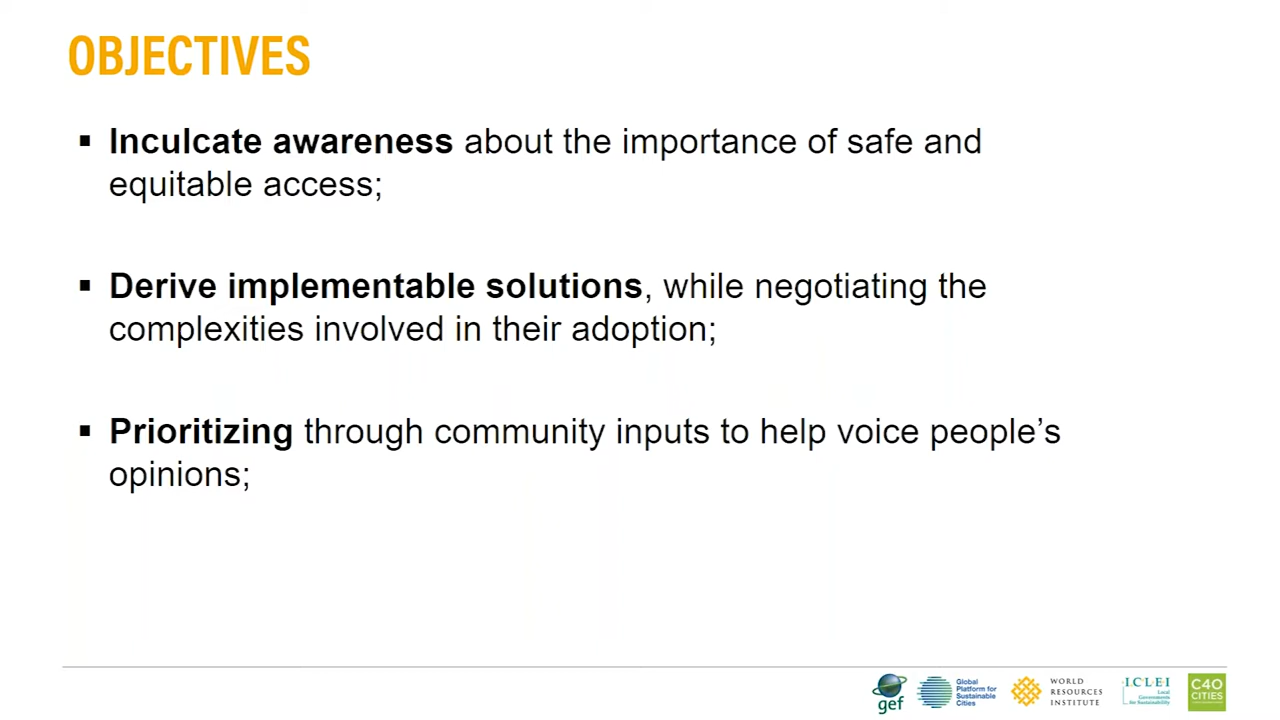 OBJECTIVES
▪ Inculcate awareness about the importance of safe and
equitable access;
▪ Derive implementable solutions, while negotiating the
complexities involved in their adoption;
▪ Prioritizing through community inputs to help voice people’s
opinions;
gef
Global
Platform for
Sustainable
Cities
WORLD
RESOURCES
INSTITUTE
I.C.L.E.I
Local
Governments
for Sustainability
C40
CITIES